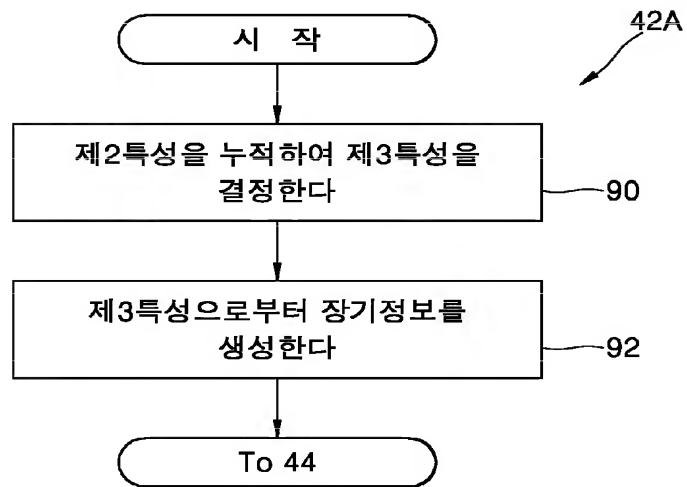 시 작
42A
제2특성을 누적하여 제3특성을
결정한다
90
제3특성으로부터 장기정보를
생성한다
92
To 44